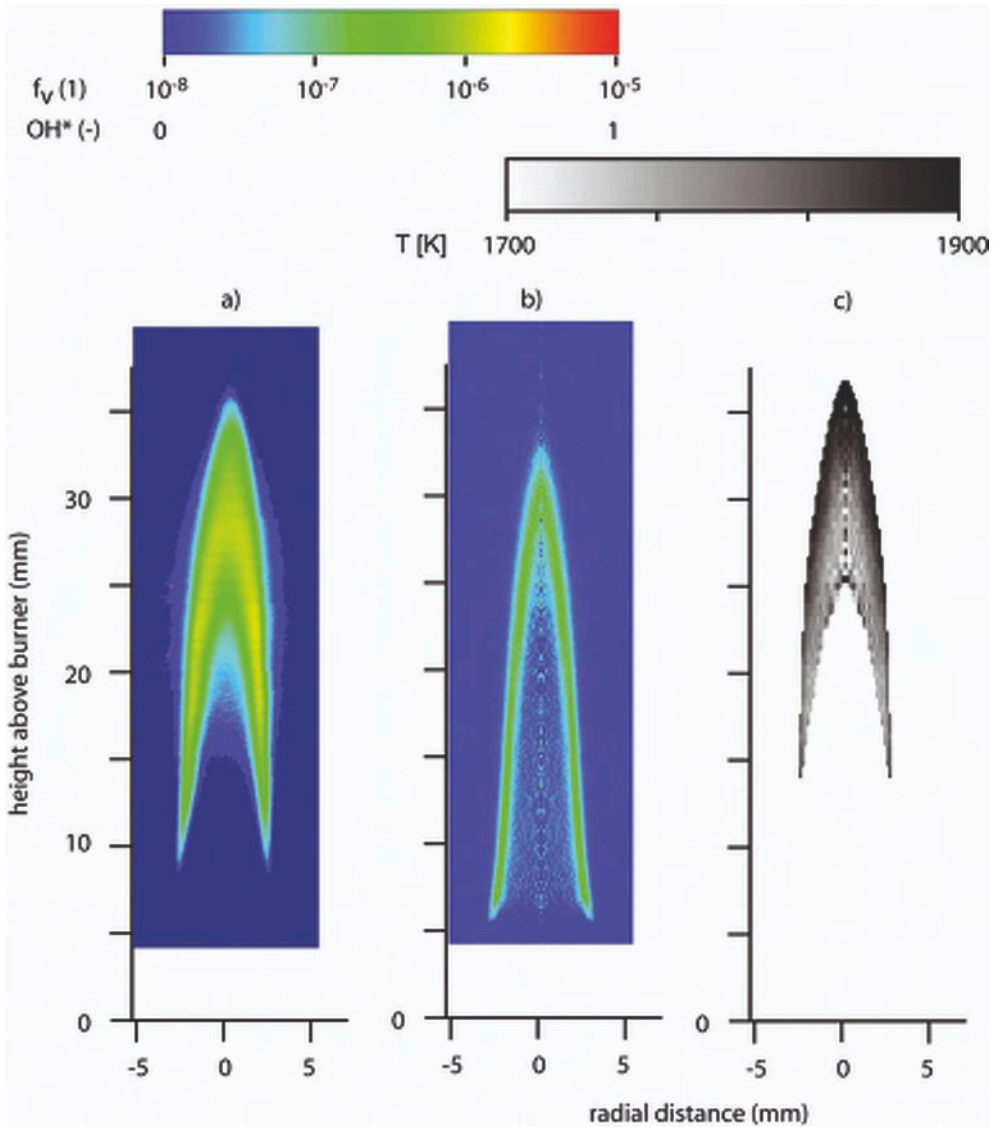 10⁻⁸ 10⁻⁷ 10⁻⁶ 10⁻⁵
fᵥ (1)
OH* (-) 0 1
T [K] 1700 1900
a) b) c)
height above burner (mm)
30
20
10
0 0 0
-5 0 5 -5 0 5 -5 0 5
radial distance (mm)